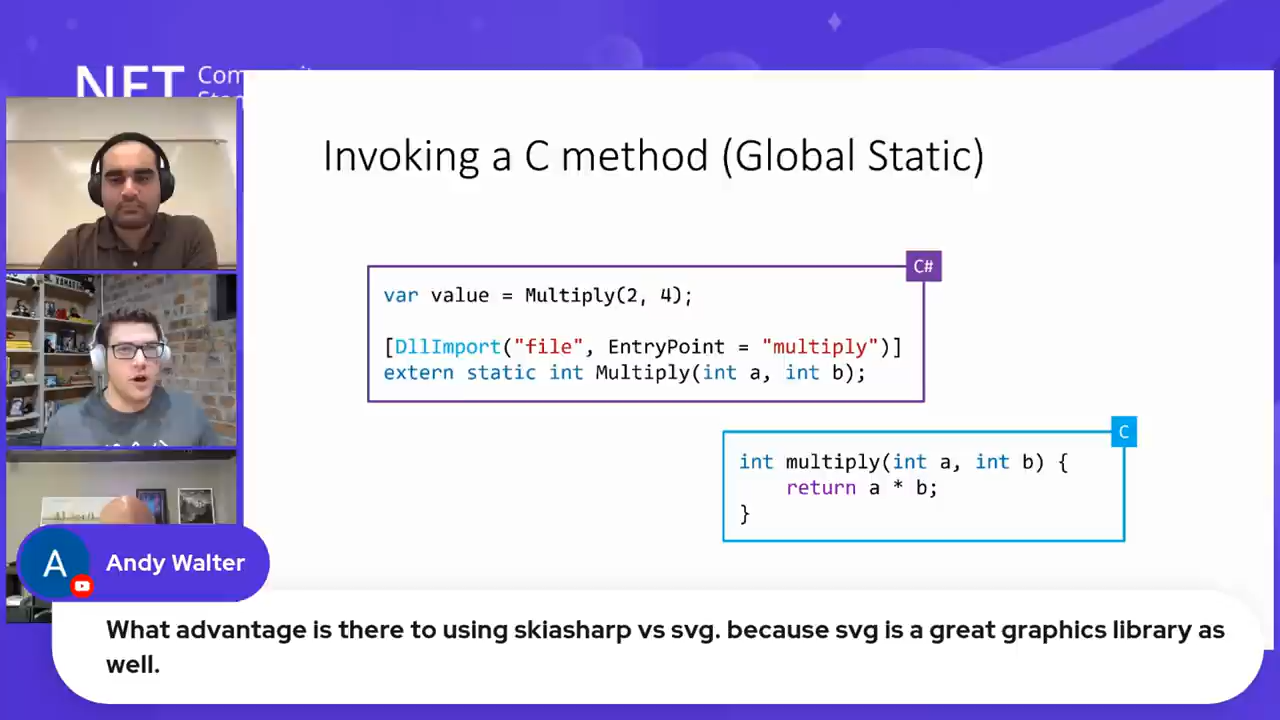 .NET
Invoking a C method (Global Static)
C#
var value = Multiply(2, 4);
[DllImport("file", EntryPoint = "multiply")]
extern static int Multiply(int a, int b);
C
int multiply(int a, int b) {
return a * b;
}
A
Andy Walter
What advantage is there to using skiasharp vs svg. because svg is a great graphics library as
well.